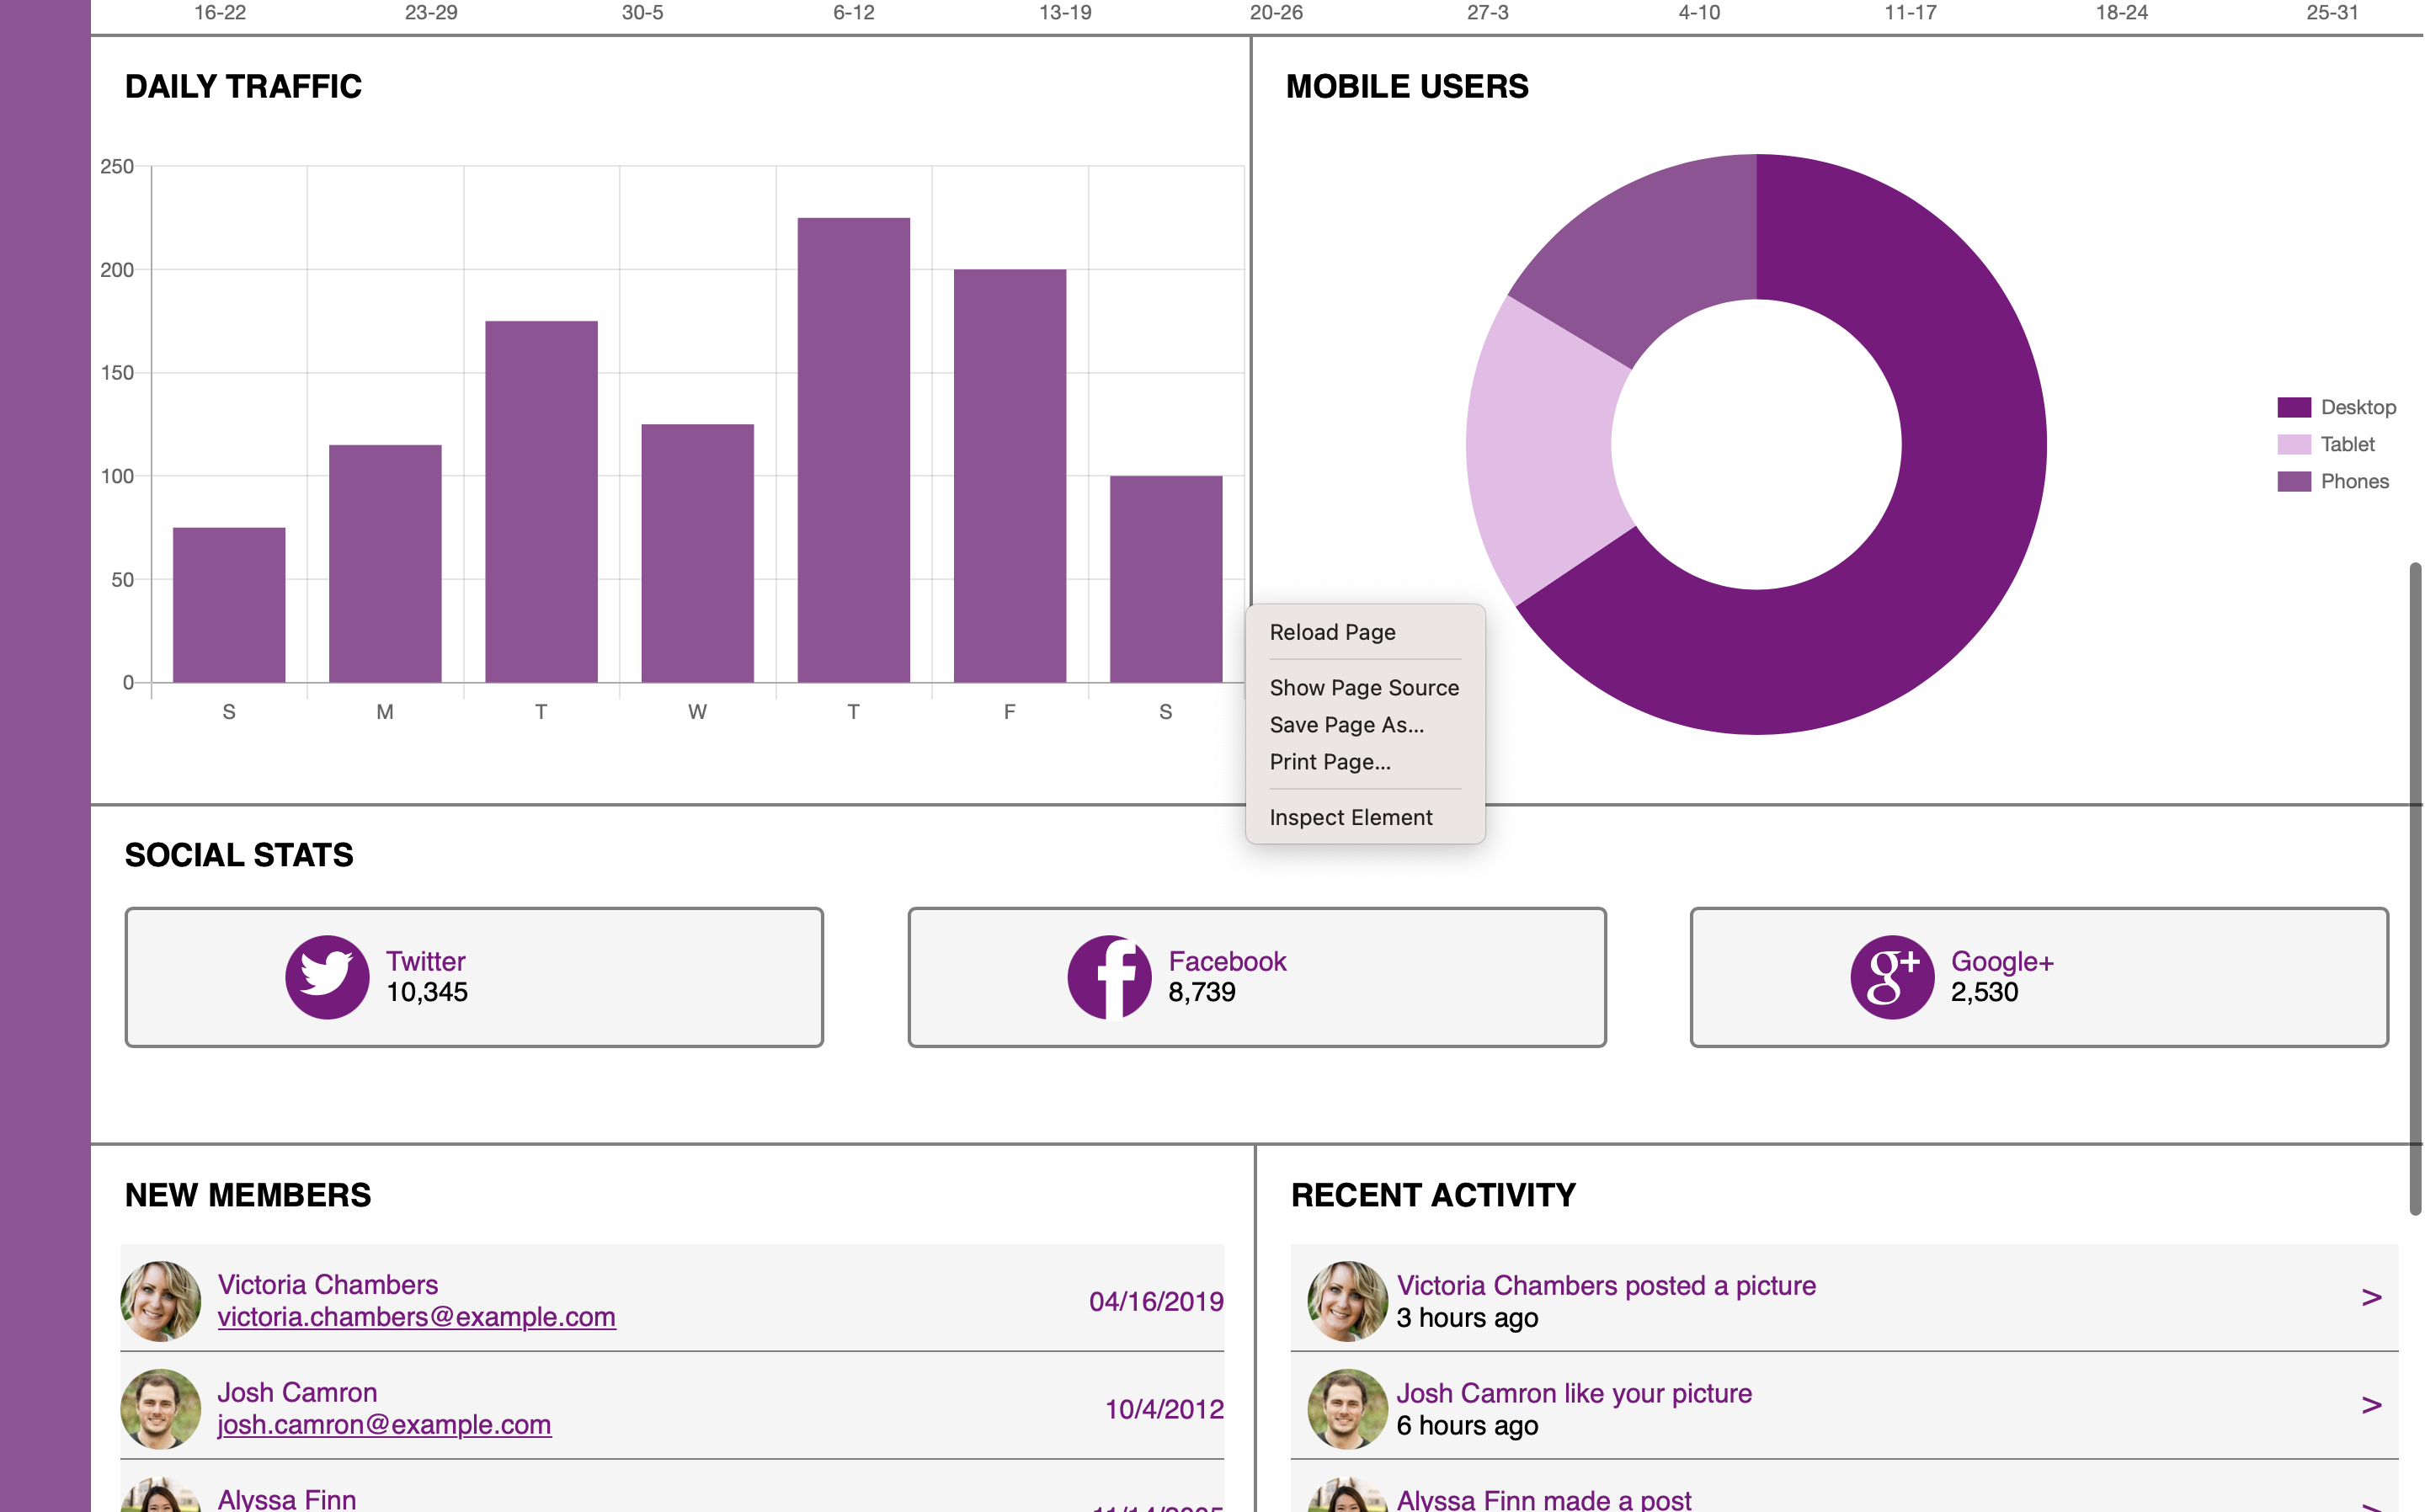 16-22 23-29 30-5 6-12 13-19 20-26 27-3 4-10 11-17 18-24 25-31
DAILY TRAFFIC
250
200
150
100
50
0
S M T W T F S
MOBILE USERS
Desktop
Tablet
Phones
Reload Page
Show Page Source
Save Page As...
Print Page...
Inspect Element
SOCIAL STATS
Twitter
10,345
Facebook
8,739
g+
Google+
2,530
NEW MEMBERS
Victoria Chambers
victoria.chambers@example.com
04/16/2019
Josh Camron
josh.camron@example.com
10/4/2012
Alyssa Finn
RECENT ACTIVITY
Victoria Chambers posted a picture
3 hours ago
>
Josh Camron like your picture
6 hours ago
>
Alyssa Finn made a post